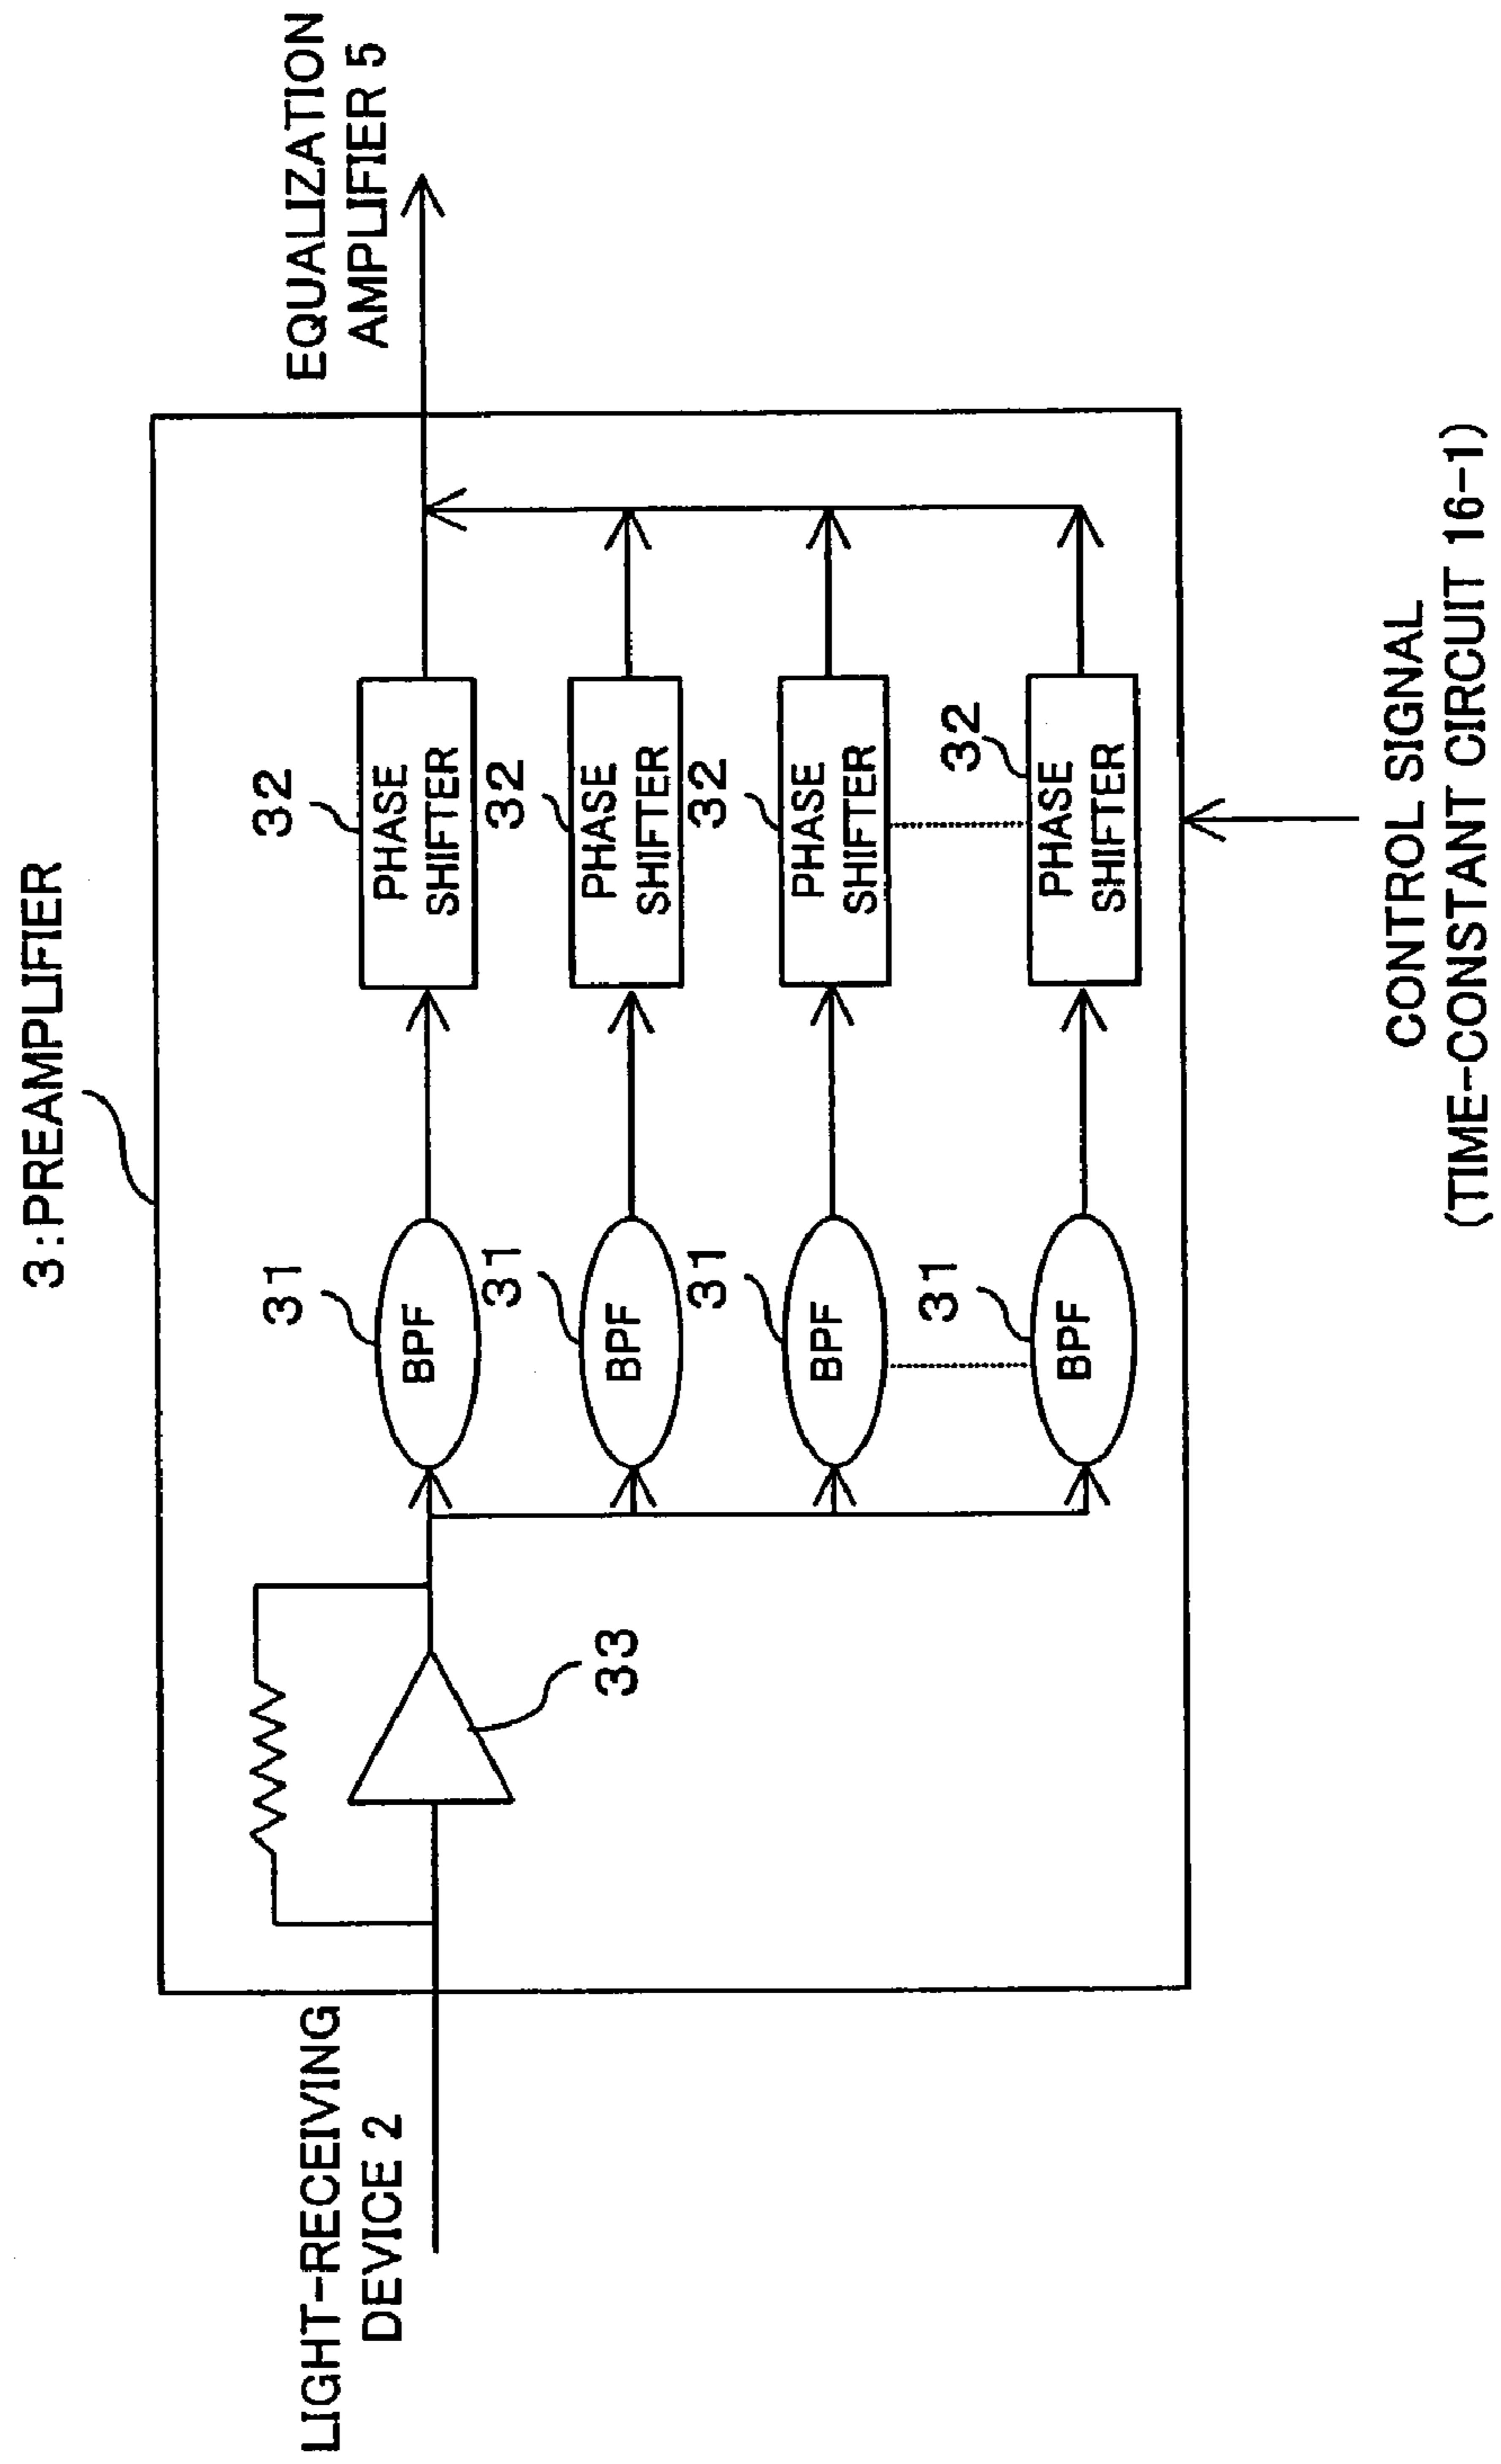 3:PREAMPLIFIER
LIGHT-RECEIVING
DEVICE 2
33
31
BPF
31
BPF
31
BPF
31
BPF
32
PHASE
SHIFTER
32
PHASE
SHIFTER
32
PHASE
SHIFTER
32
PHASE
SHIFTER
EQUALIZATION
AMPLIFIER 5
CONTROL SIGNAL
(TIME-CONSTANT CIRCUIT 16-1)